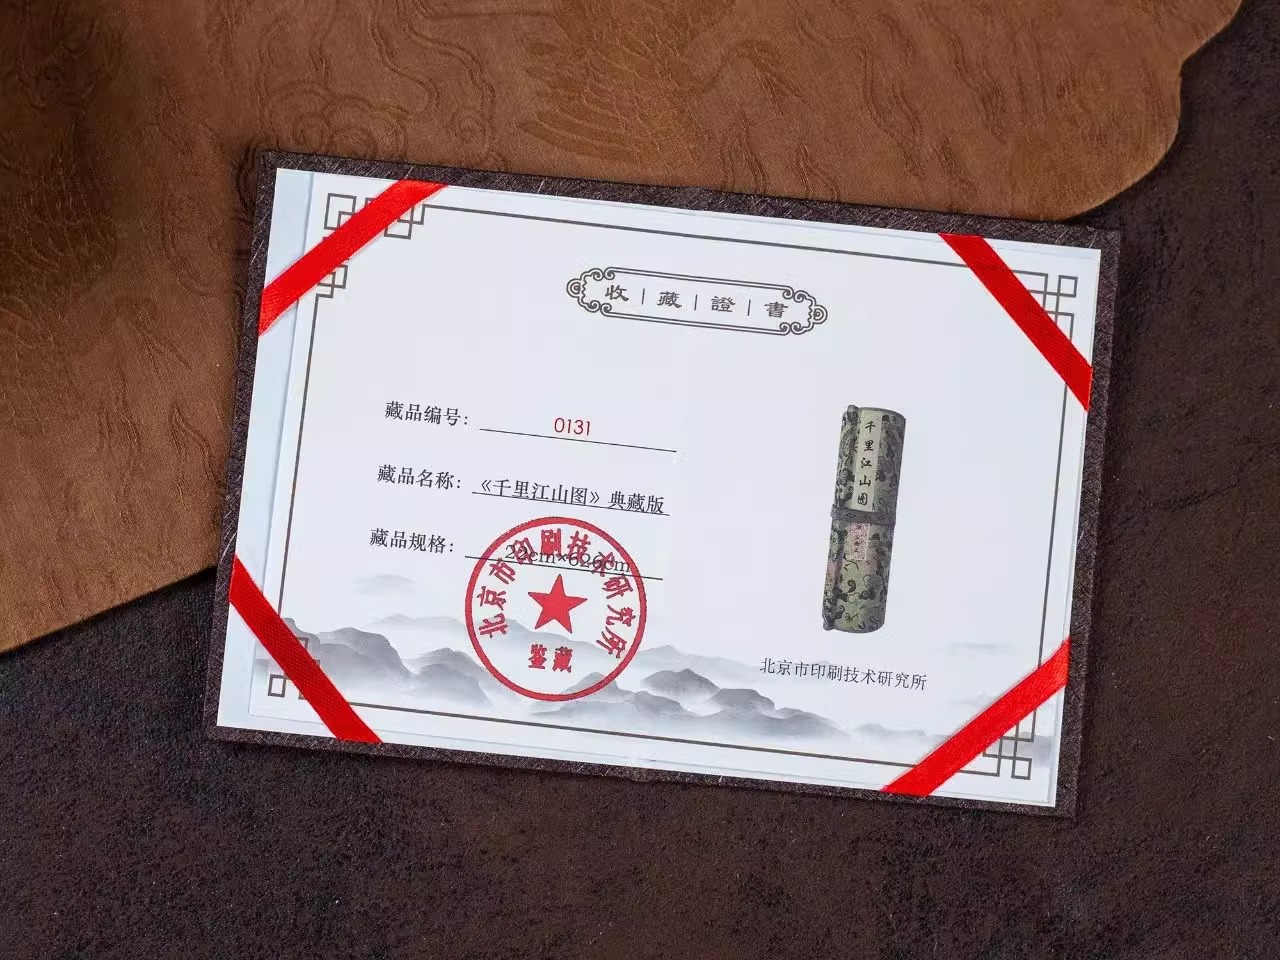 收|藏|證|書
藏品编号： 0131
藏品名称：《千里江山图》典藏版
藏品规格：
北京市印刷技术研究所
鉴藏
千里江山图
北京市印刷技术研究所